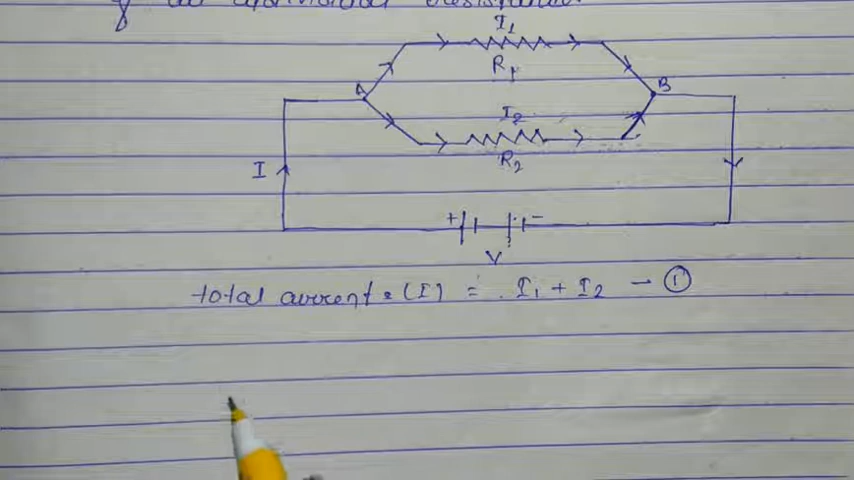 I₁
R₁
A
B
I₂
I
R₂
+ -
V
total current (I) = I₁ + I₂ - ①